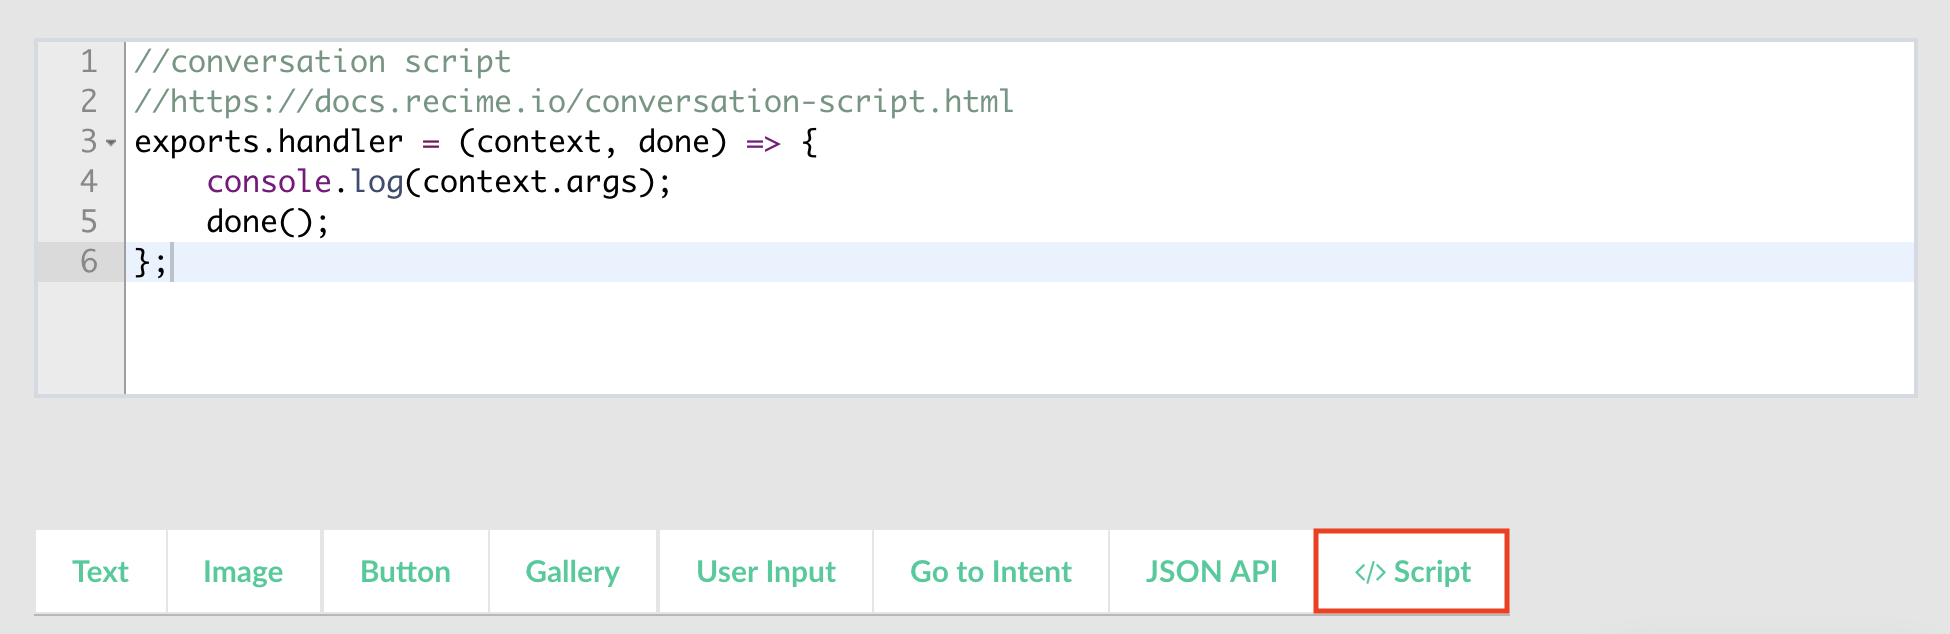 1 //conversation script
2 //https://docs.recime.io/conversation-script.html
3 exports.handler = (context, done) => {
4     console.log(context.args);
5     done();
6 };
Text Image Button Gallery User Input Go to Intent JSON API </> Script